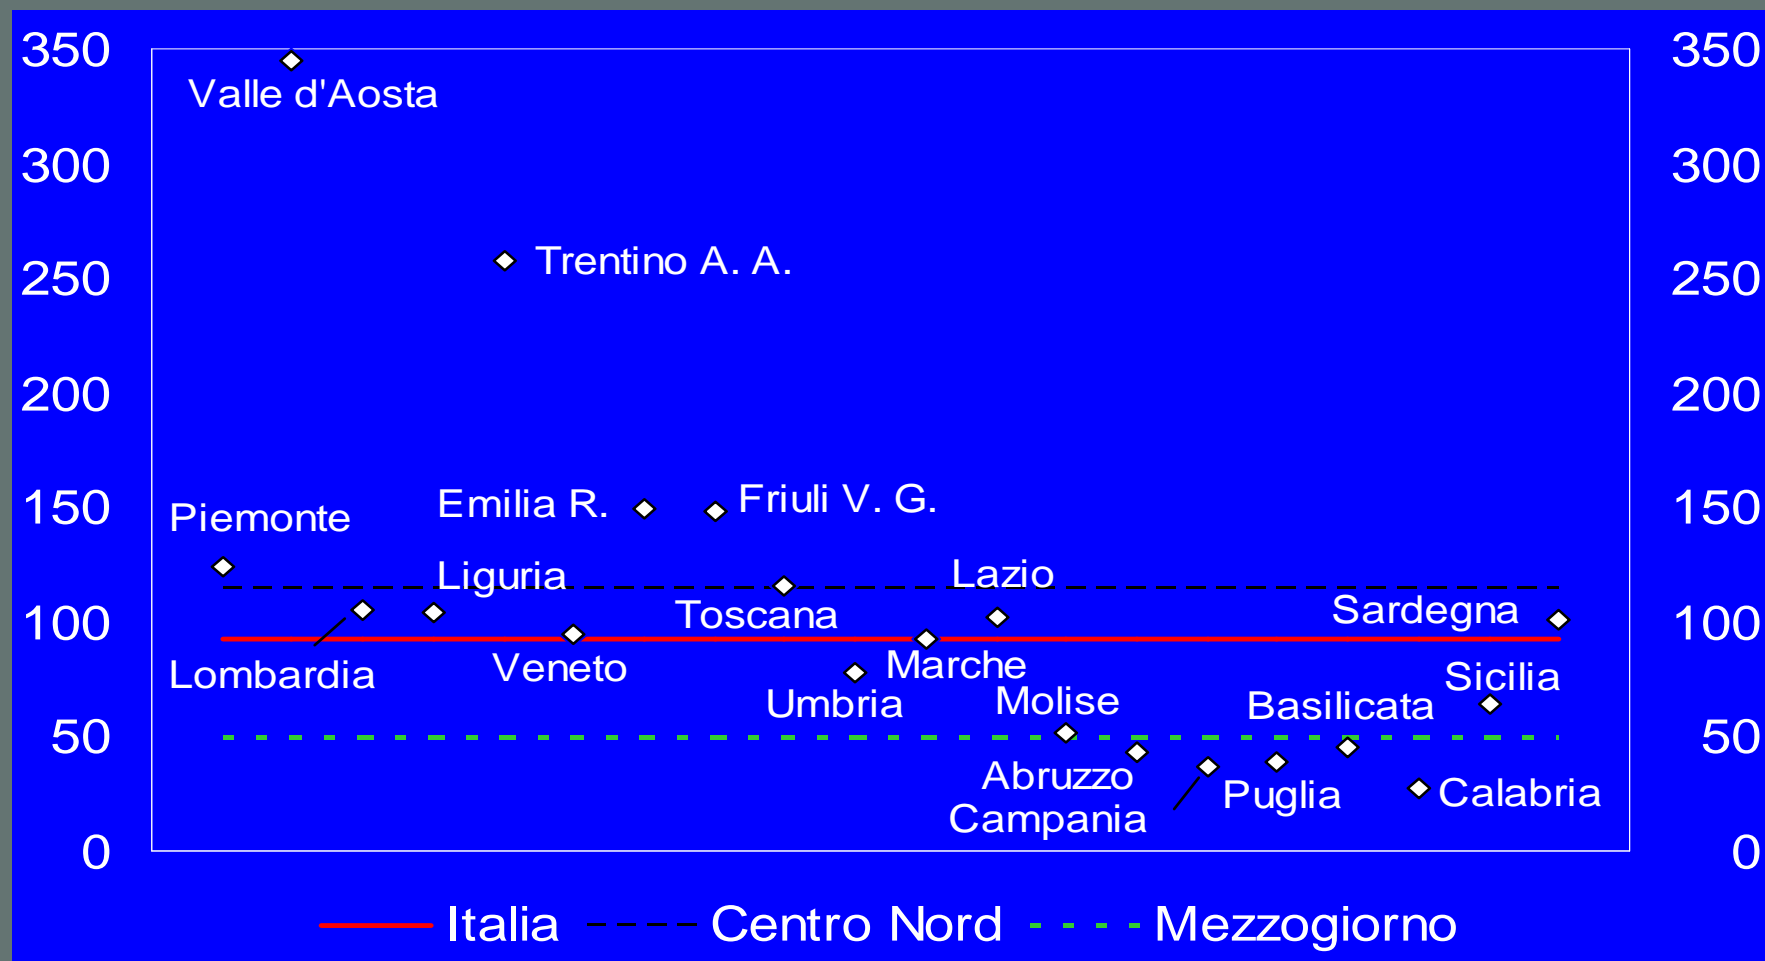 350 350
Valle d'Aosta
300 300
Trentino A. A.
250 250
200 200
Emilia R. Friuli V. G.
150 150
Piemonte
Liguria Lazio
Toscana Sardegna
100 100
Lombardia Veneto Marche Sicilia
Umbria Molise Basilicata
50 50
Abruzzo Puglia Calabria
Campania
0 0
Italia Centro Nord Mezzogiorno